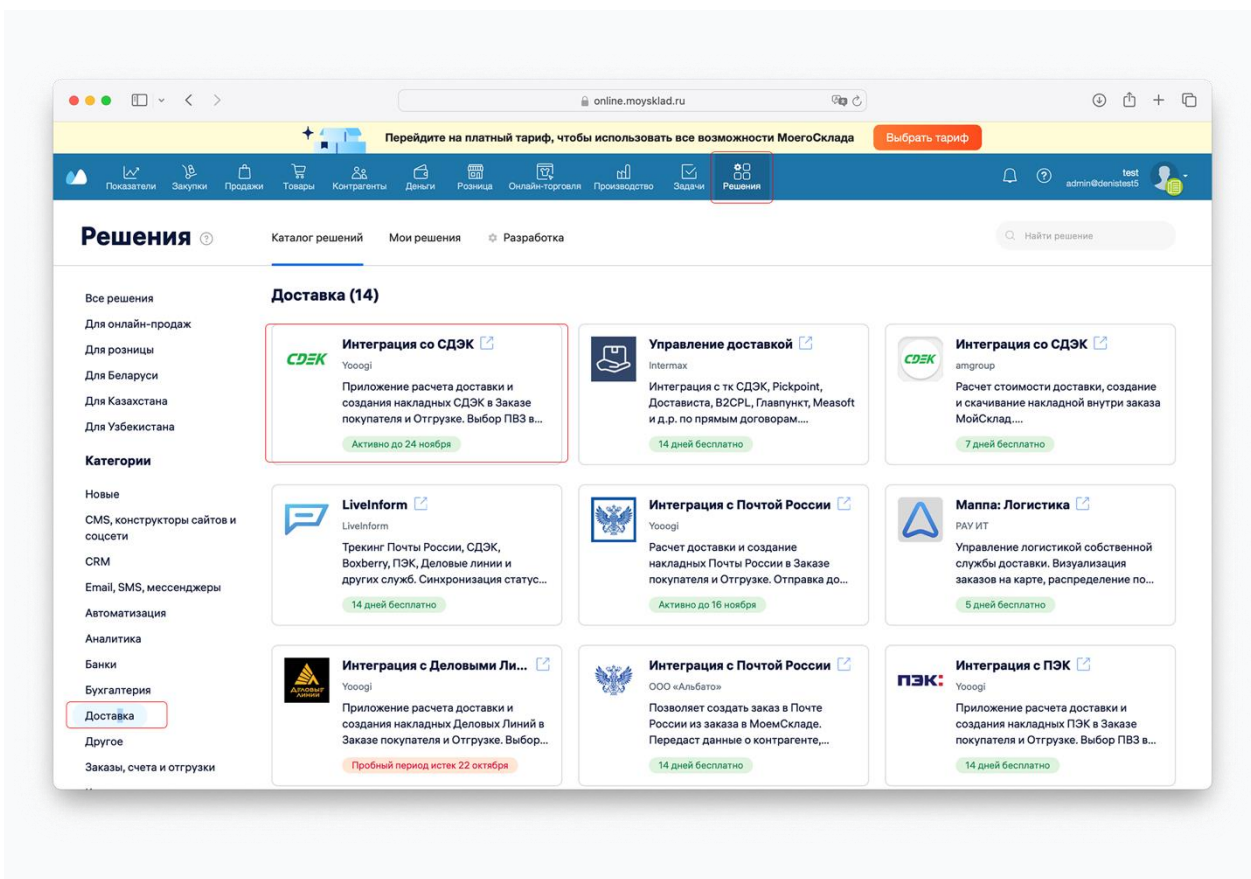 online.moysklad.ru
Перейдите на платный тариф, чтобы использовать все возможности МоегоСклада
Выбрать тариф
Показатели
Закупки
Продажи
Товары
Контрагенты
Деньги
Розница
Онлайн-торговля
Производство
Задачи
Решения
test
admin@denistest5
Решения
Каталог решений
Мои решения
Разработка
Найти решение
Все решения
Для онлайн-продаж
Для розницы
Для Беларуси
Для Казахстана
Для Узбекистана
Категории
Новые
CMS, конструкторы сайтов и
соцсети
CRM
Email, SMS, мессенджеры
Автоматизация
Аналитика
Банки
Бухгалтерия
Доставка
Другое
Заказы, счета и отгрузки
Доставка (14)
СДЭК
Интеграция со СДЭК
Yooogi
Приложение расчета доставки и
создания накладных СДЭК в Заказе
покупателя и Отгрузке. Выбор ПВЗ в...
Активно до 24 ноября
Управление доставкой
Intermax
Интеграция с тк СДЭК, Pickpoint,
Достависта, B2CPL, Главпункт, Measoft
и д.р. по прямым договорам....
14 дней бесплатно
СДЭК
Интеграция со СДЭК
amgroup
Расчет стоимости доставки, создание
и скачивание накладной внутри заказа
МойСклад....
7 дней бесплатно
LiveInform
LiveInform
Трекинг Почты России, СДЭК,
Boxberry, ПЭК, Деловые линии и
других служб. Синхронизация статус...
14 дней бесплатно
Интеграция с Почтой России
Yooogi
Расчет доставки и создание
накладных Почты России в Заказе
покупателя и Отгрузке. Отправка до...
Активно до 16 ноября
Маппа: Логистика
РАУ ИТ
Управление логистикой собственной
службы доставки. Визуализация
заказов на карте, распределение по...
5 дней бесплатно
ДЕЛОВЫЕ
ЛИНИИ
Интеграция с Деловыми Ли...
Yooogi
Приложение расчета доставки и
создания накладных Деловых Линий в
Заказе покупателя и Отгрузке. Выбор...
Пробный период истек 22 октября
Интеграция с Почтой России
ООО «Альбато»
Позволяет создать заказ в Почте
России из заказа в МоемСкладе.
Передаст данные о контрагенте,...
14 дней бесплатно
ПЭК:
Интеграция с ПЭК
Yooogi
Приложение расчета доставки и
создания накладных ПЭК в Заказе
покупателя и Отгрузке. Выбор ПВЗ в...
14 дней бесплатно